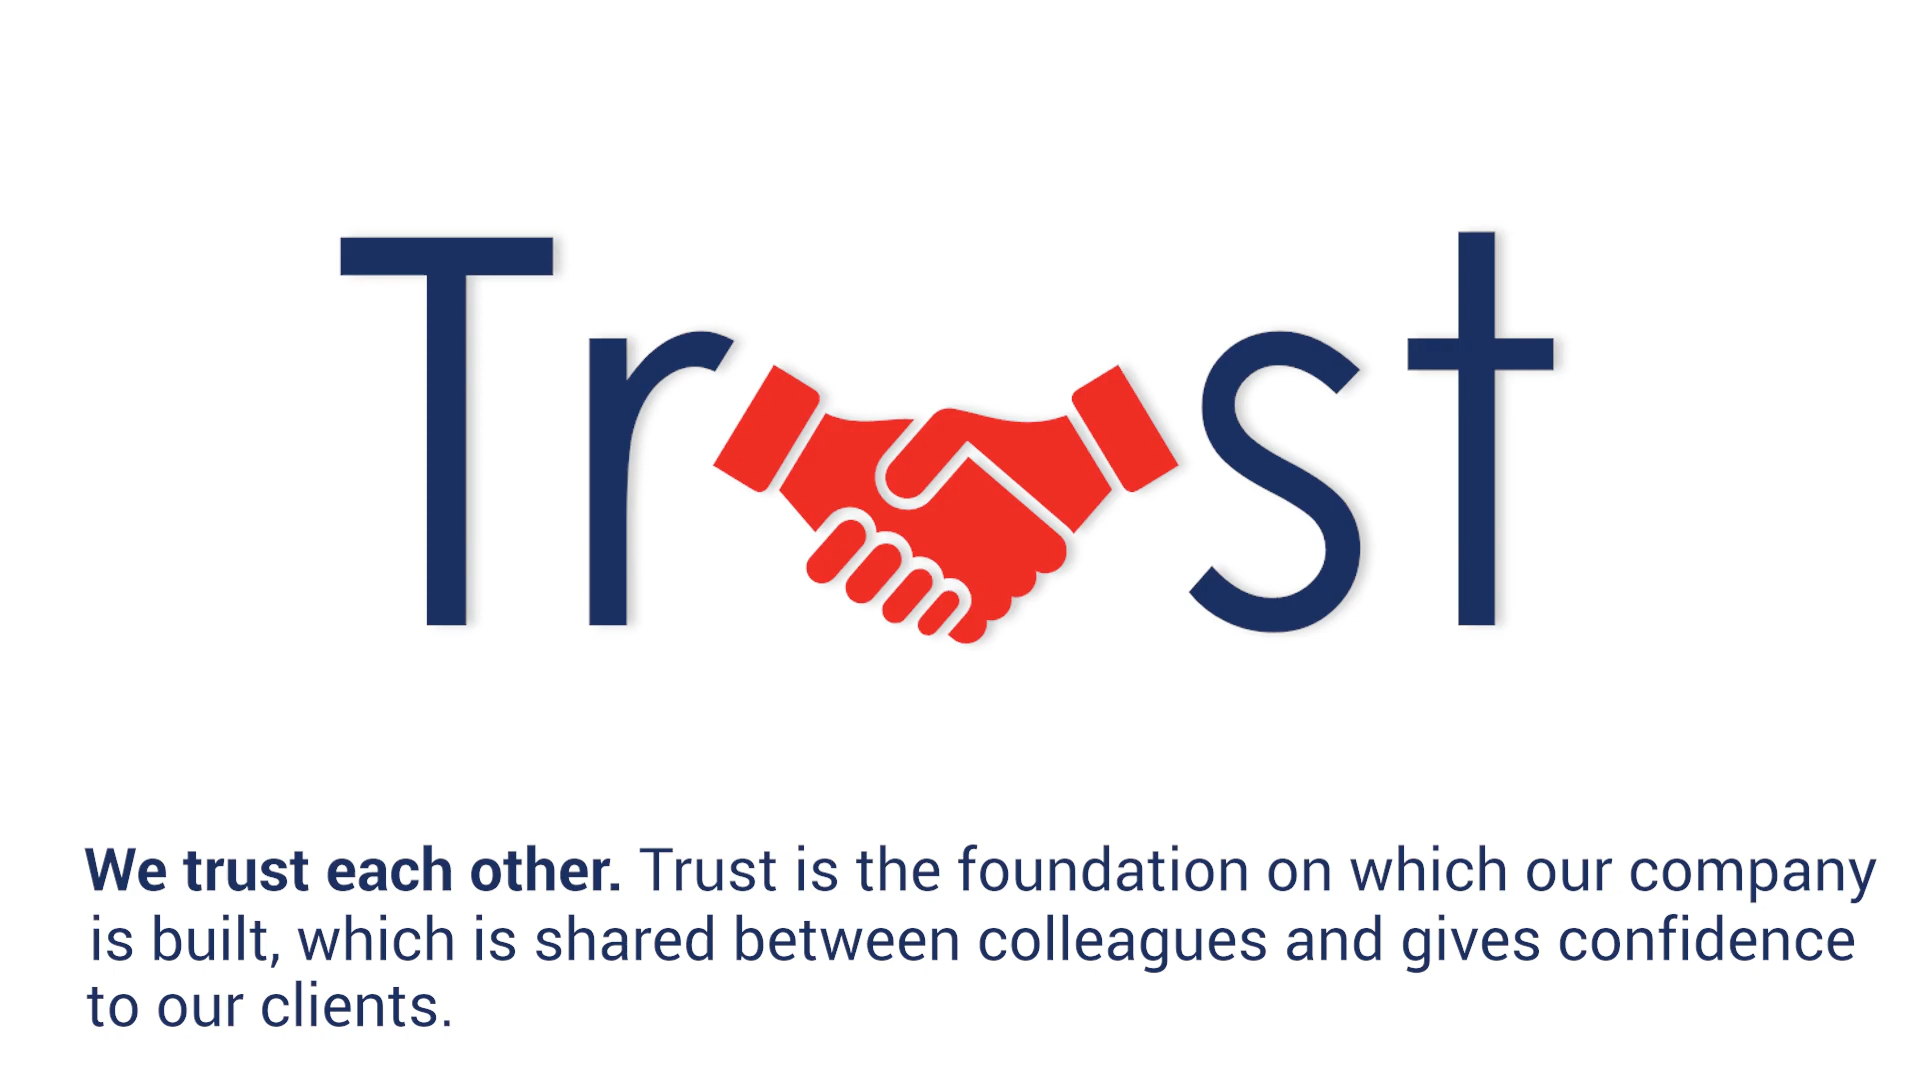 Trust
We trust each other. Trust is the foundation on which our company
is built, which is shared between colleagues and gives confidence
to our clients.